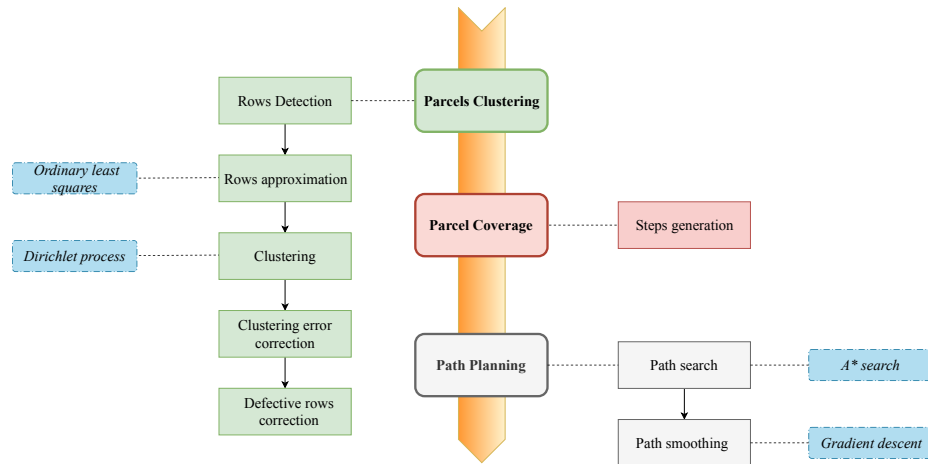 Parcels Clustering
Rows Detection
Ordinary least
squares
Rows approximation
Parcel Coverage
Steps generation
Dirichlet process
Clustering
Clustering error
correction
Path Planning
Path search
A* search
Defective rows
correction
Path smoothing
Gradient descent